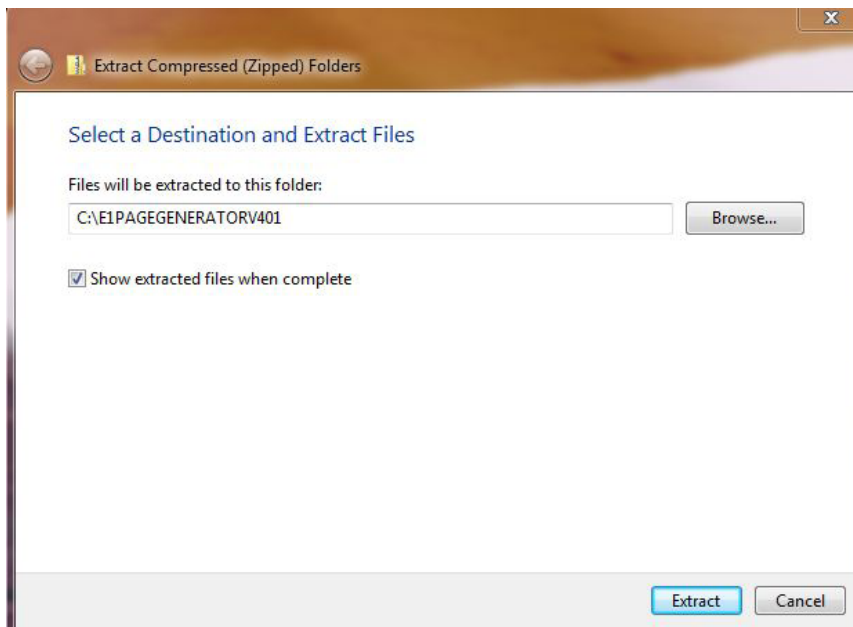 Extract Compressed (Zipped) Folders
Select a Destination and Extract Files
Files will be extracted to this folder:
C:\E1PAGEGENERATORV401
Browse...
Show extracted files when complete
Extract
Cancel